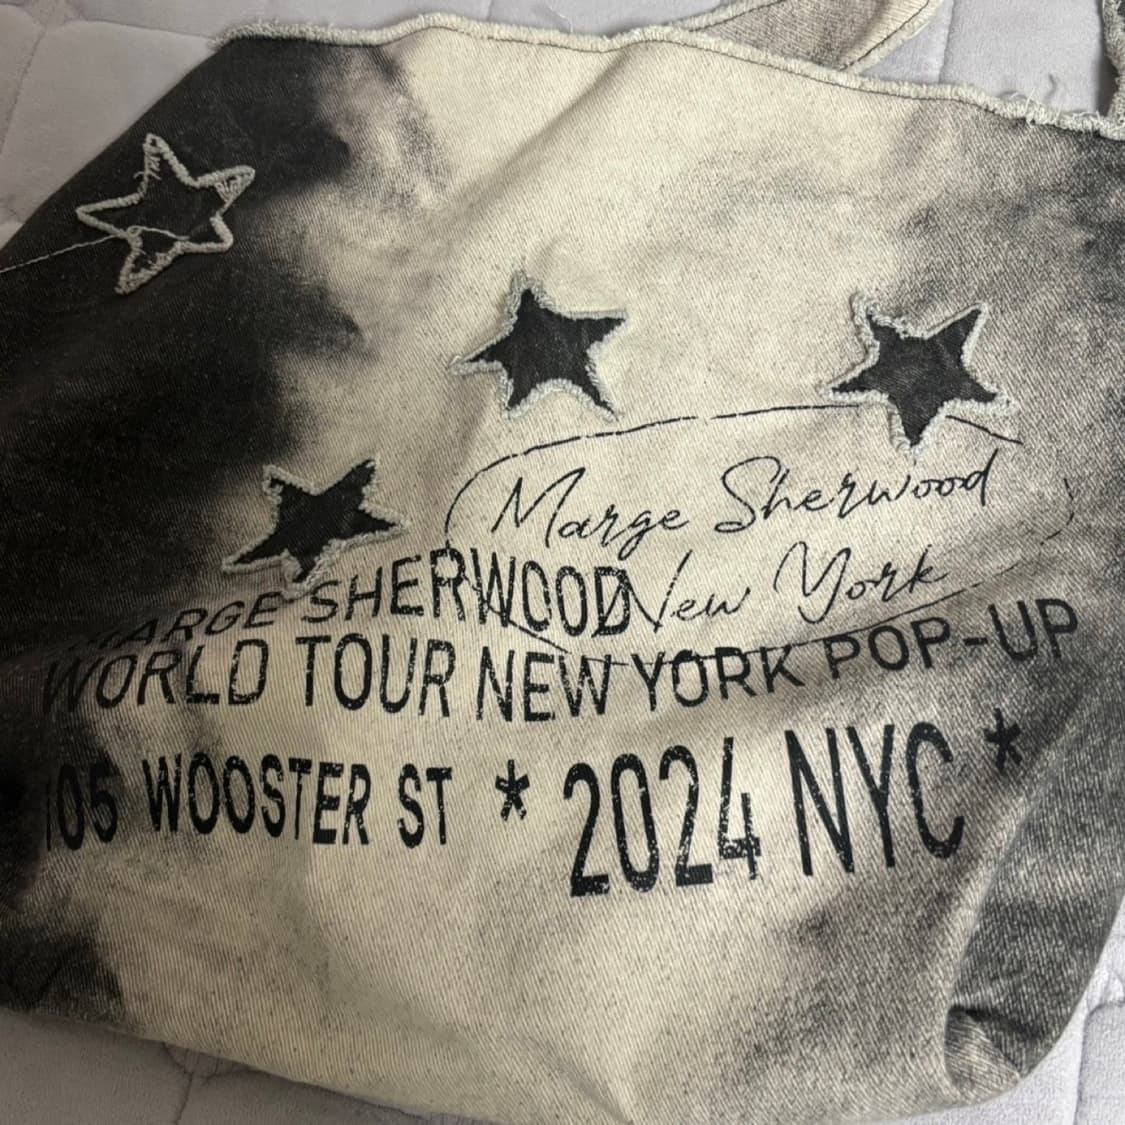 Marge Sherwood
New York
MARGE SHERWOOD
WORLD TOUR NEW YORK POP-UP
105 WOOSTER ST * 2024 NYC *